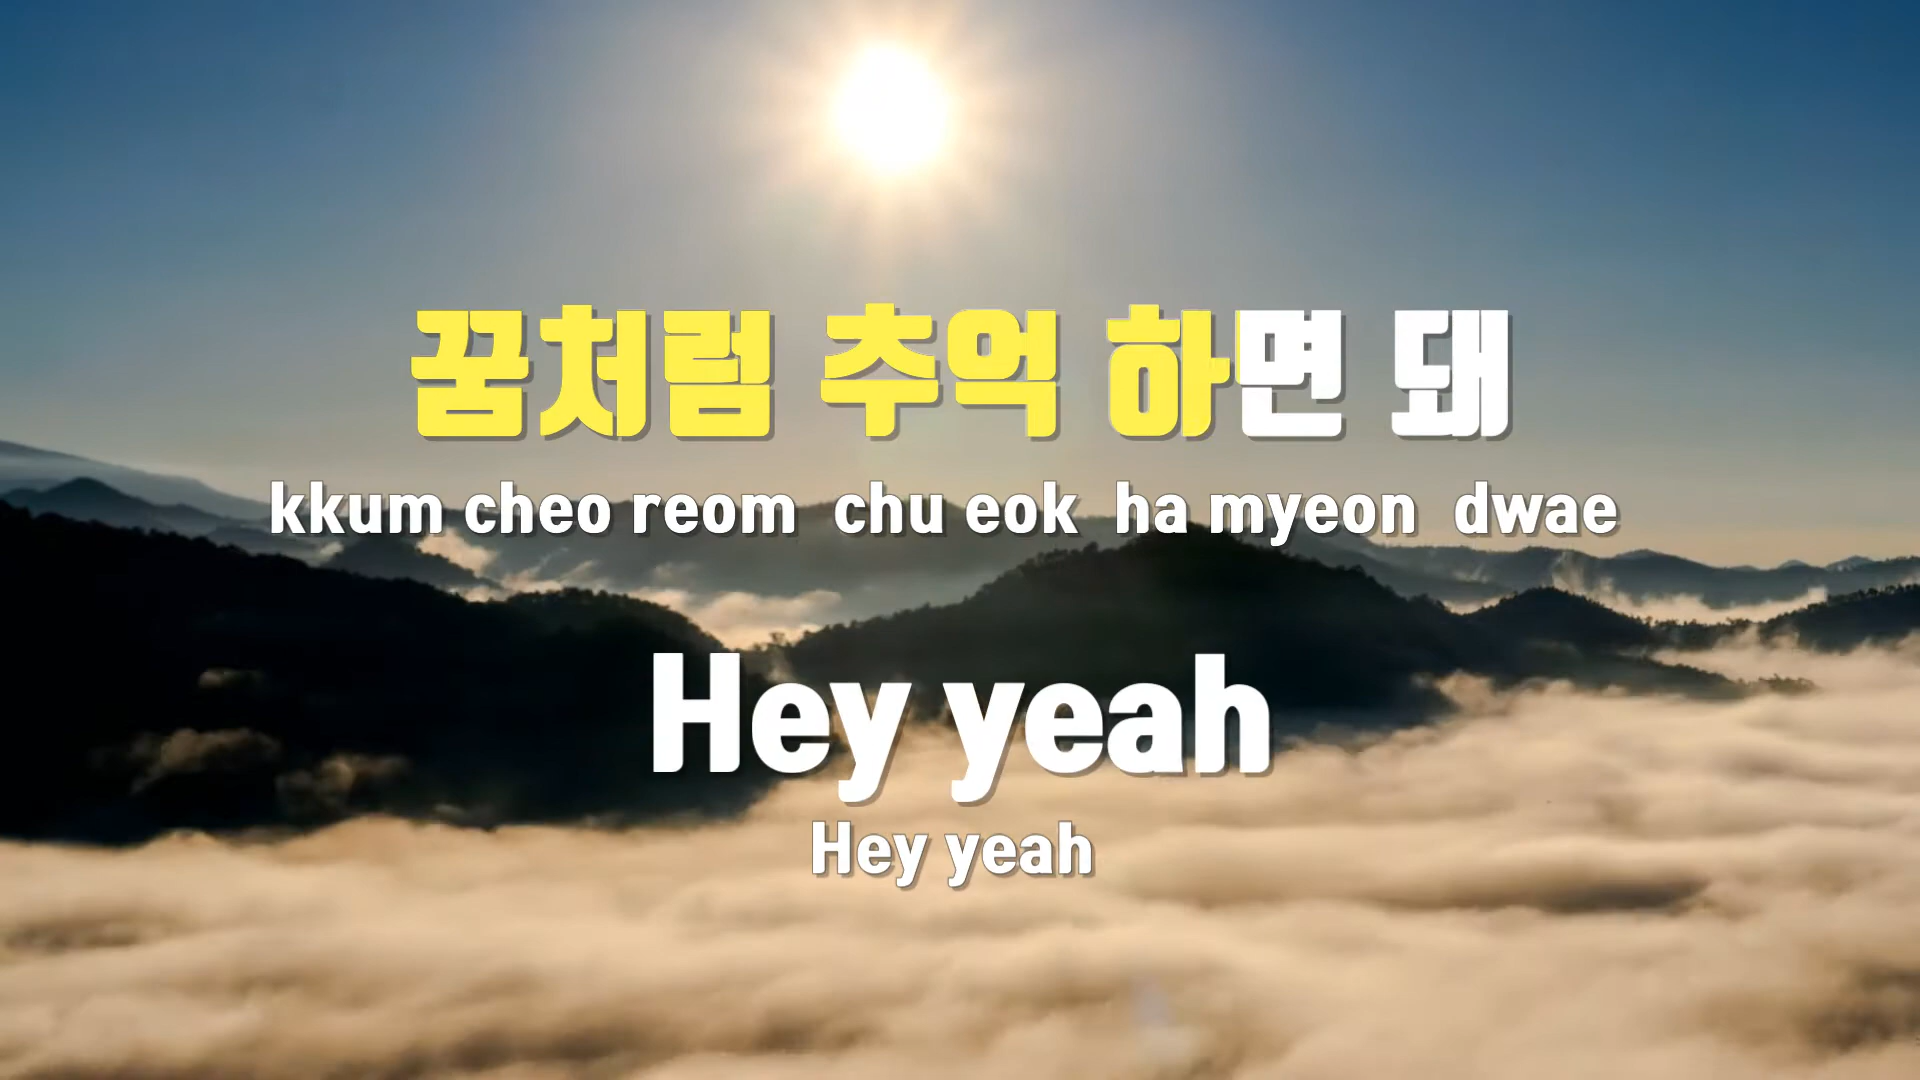 꿈처럼 추억 하면 돼
kkum cheo reom chu eok ha myeon dwae
Hey yeah
Hey yeah